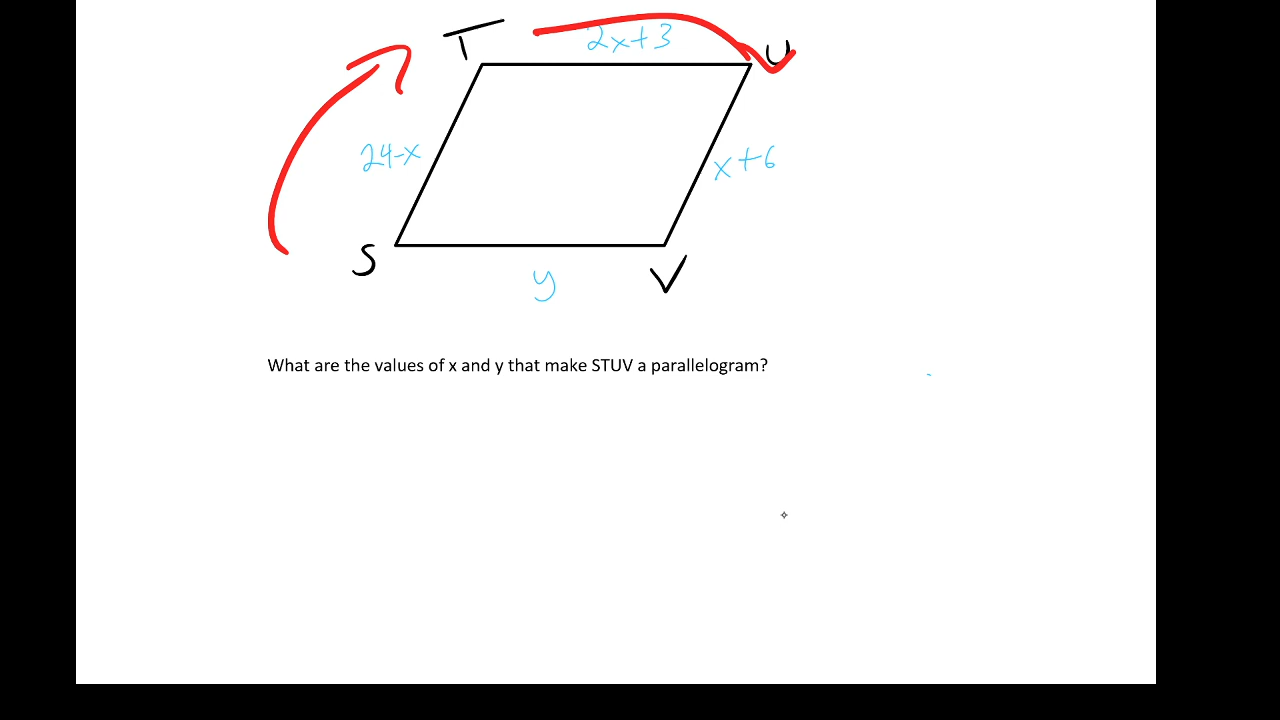 T
2x+3
U
24-x
x+6
S
y
V
What are the values of x and y that make STUV a parallelogram?